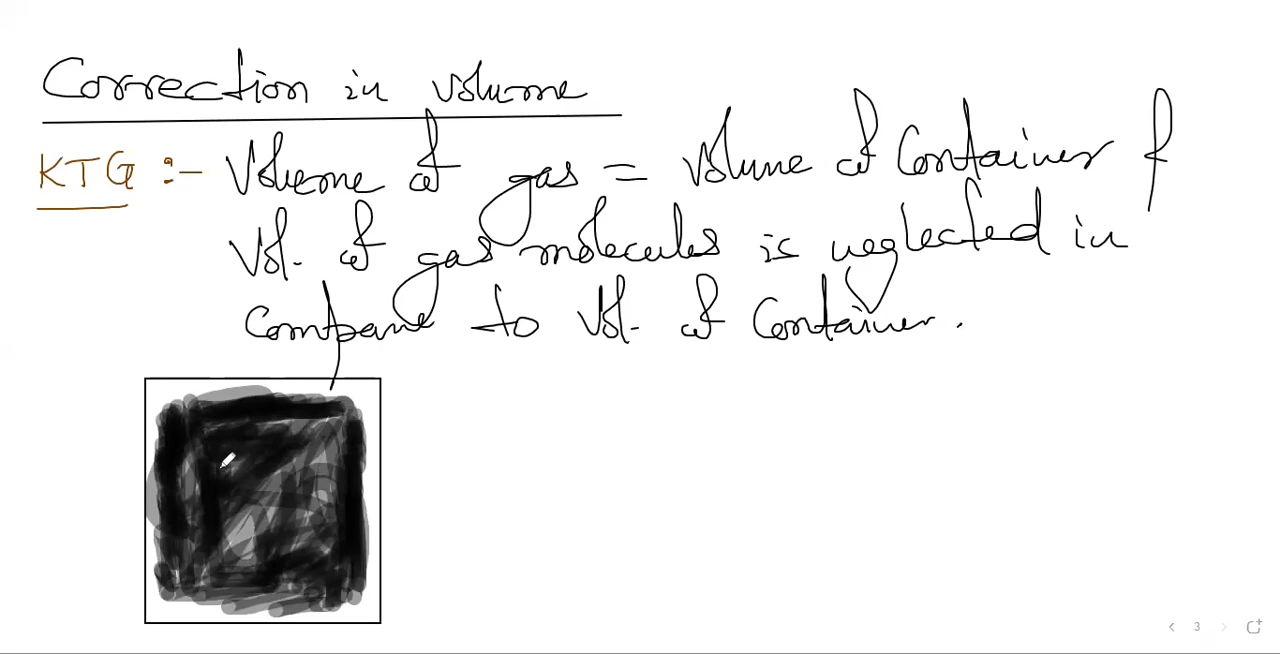 Correction in volume
KTG :- Volume of gas = Volume of Container &
Vol. of gas molecules is neglected in
compare to Vol. of Container.
3